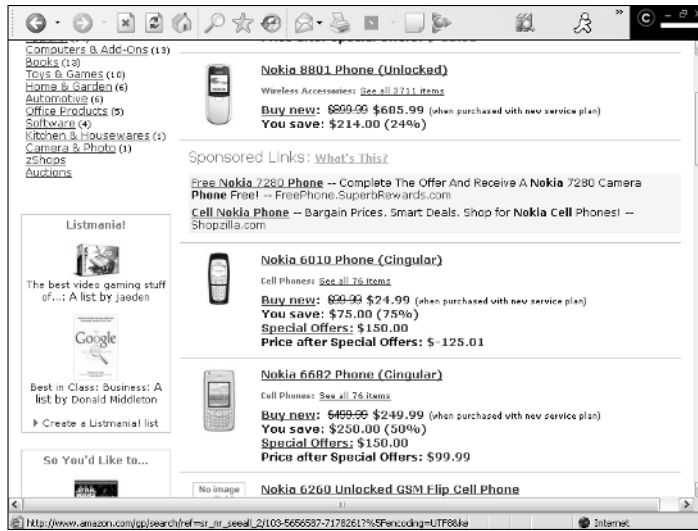 Computers & Add-Ons (13)
Books (13)
Toys & Games (10)
Home & Garden (6)
Automotive (6)
Office Products (5)
Software (4)
Kitchen & Housewares (1)
Camera & Photo (1)
zShops
Auctions
Listmania!
The best video gaming stuff
of...: A list by jaeden
Google
Best in Class: Business: A
list by Donald Middleton
Create a Listmania! list
So You'd Like to...
Nokia 8801 Phone (Unlocked)
Wireless Accessories: See all 3711 items
Buy new: $899.99 $685.99 (when purchased with new service plan)
You save: $214.00 (24%)
Sponsored Links: What's This?
Free Nokia 7280 Phone -- Complete The Offer And Receive A Nokia 7280 Camera
Phone Free! -- FreePhone.SuperbRewards.com
Cell Nokia Phone -- Bargain Prices. Smart Deals. Shop for Nokia Cell Phones! --
Shopzilla.com
Nokia 6010 Phone (Cingular)
Cell Phones: See all 76 items
Buy new: $99.99 $24.99 (when purchased with new service plan)
You save: $75.00 (75%)
Special Offers: $150.00
Price after Special Offers: $-125.01
Nokia 6682 Phone (Cingular)
Cell Phones: See all 76 items
Buy new: $499.99 $249.99 (when purchased with new service plan)
You save: $250.00 (50%)
Special Offers: $150.00
Price after Special Offers: $99.99
No image
Nokia 6260 Unlocked GSM Flip Cell Phone
http://www.amazon.com/gp/search/ref=sr_nr_seeall_2/103-5656587-7178261?%5Fencoding=UTF8&ke
Internet